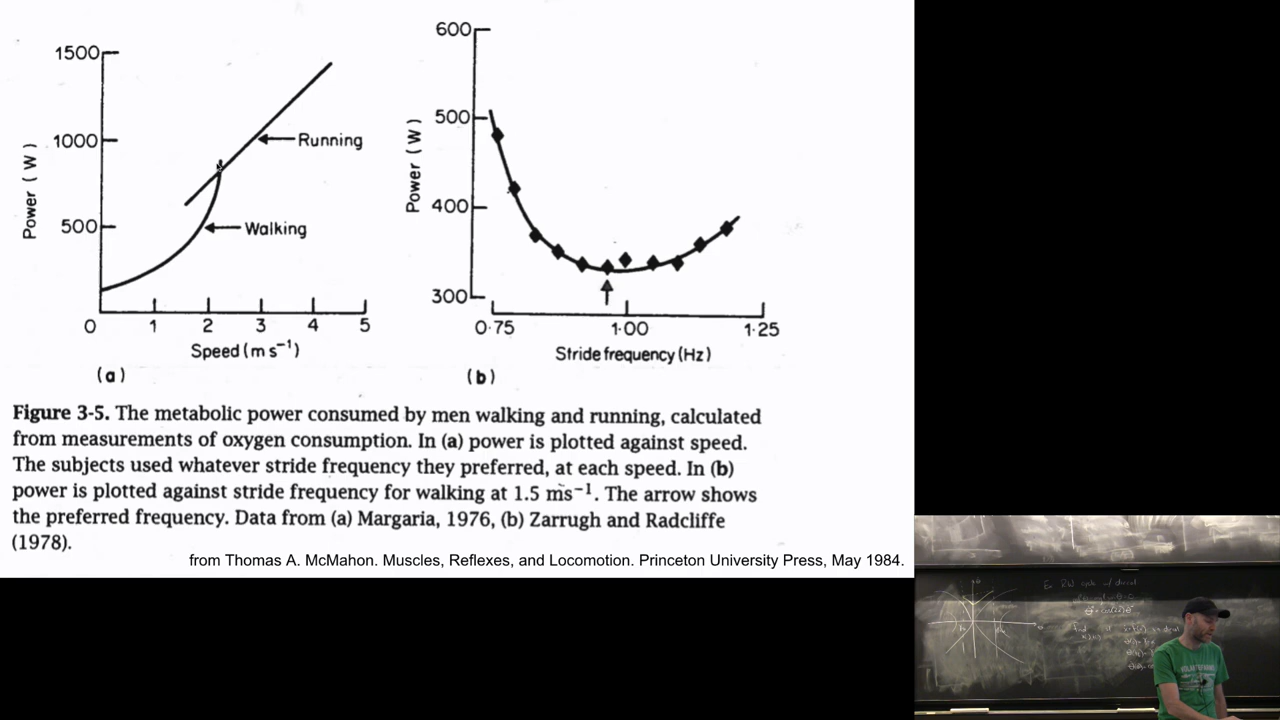 1500
1000
500
0
1
2
3
4
5
Power (W)
Speed (m s⁻¹)
Running
Walking
(a)
600
500
400
300
0·75
1·00
1·25
Power (W)
Stride frequency (Hz)
(b)
Figure 3-5. The metabolic power consumed by men walking and running, calculated
from measurements of oxygen consumption. In (a) power is plotted against speed.
The subjects used whatever stride frequency they preferred, at each speed. In (b)
power is plotted against stride frequency for walking at 1.5 ms⁻¹. The arrow shows
the preferred frequency. Data from (a) Margaria, 1976, (b) Zarrugh and Radcliffe
(1978).
from Thomas A. McMahon. Muscles, Reflexes, and Locomotion. Princeton University Press, May 1984.